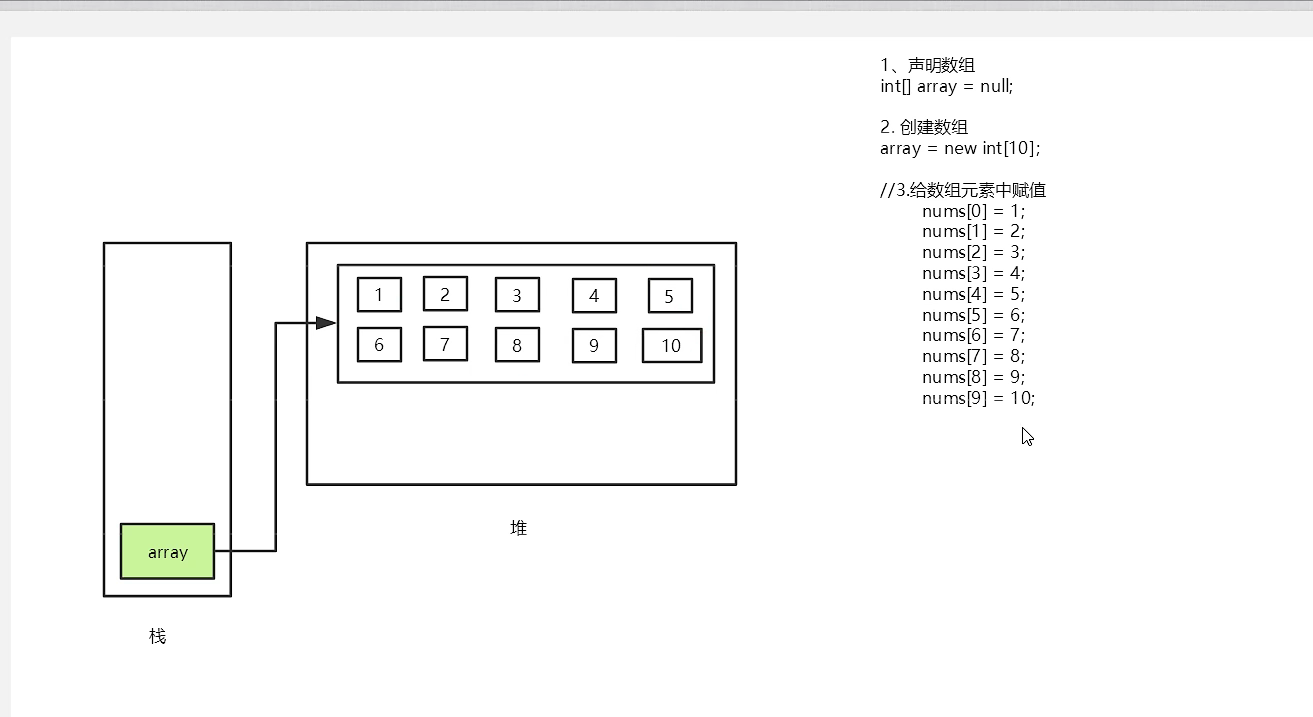 1、声明数组
int[] array = null;
2. 创建数组
array = new int[10];
//3.给数组元素中赋值
nums[0] = 1;
nums[1] = 2;
nums[2] = 3;
nums[3] = 4;
nums[4] = 5;
nums[5] = 6;
nums[6] = 7;
nums[7] = 8;
nums[8] = 9;
nums[9] = 10;
1 2 3 4 5
6 7 8 9 10
堆
array
栈